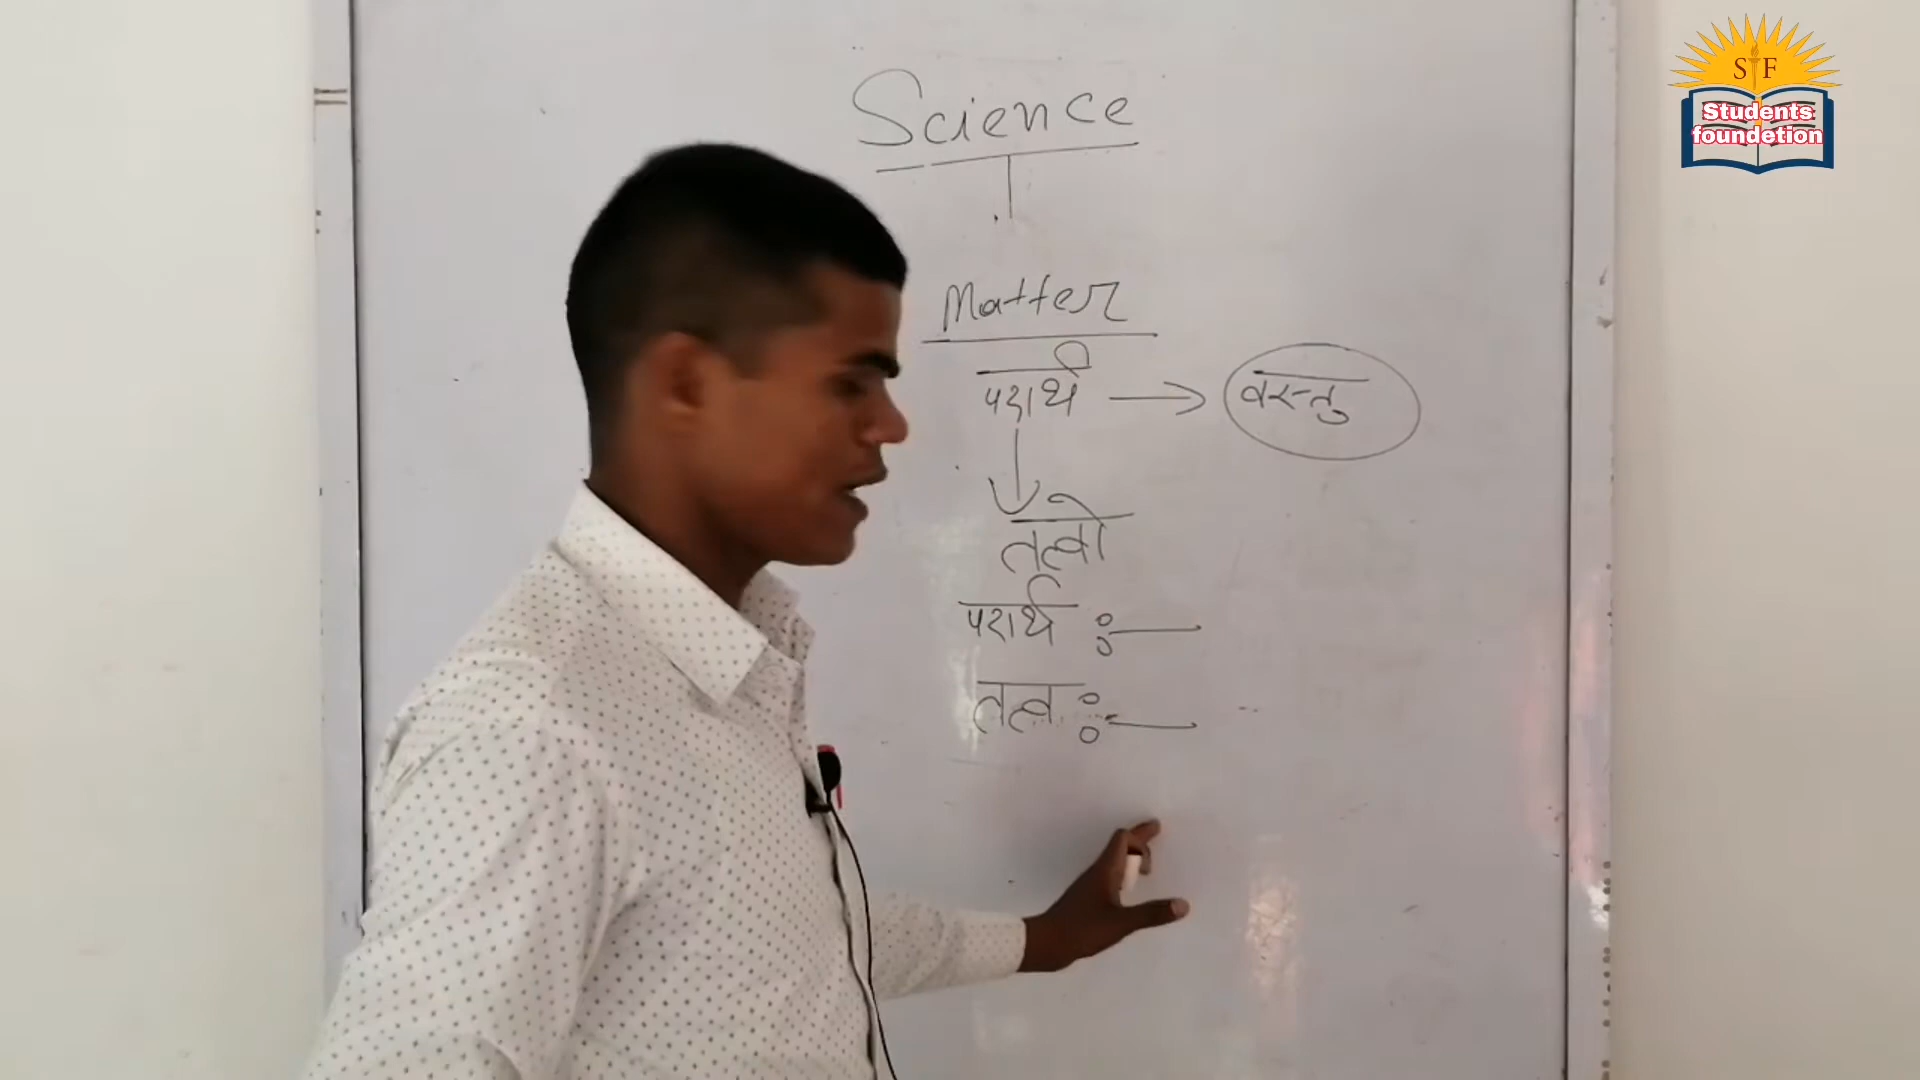 Science
Matter
पदार्थ → वस्तु
तत्वों
पदार्थ :—
तत्व :—
S F
Students
foundetion